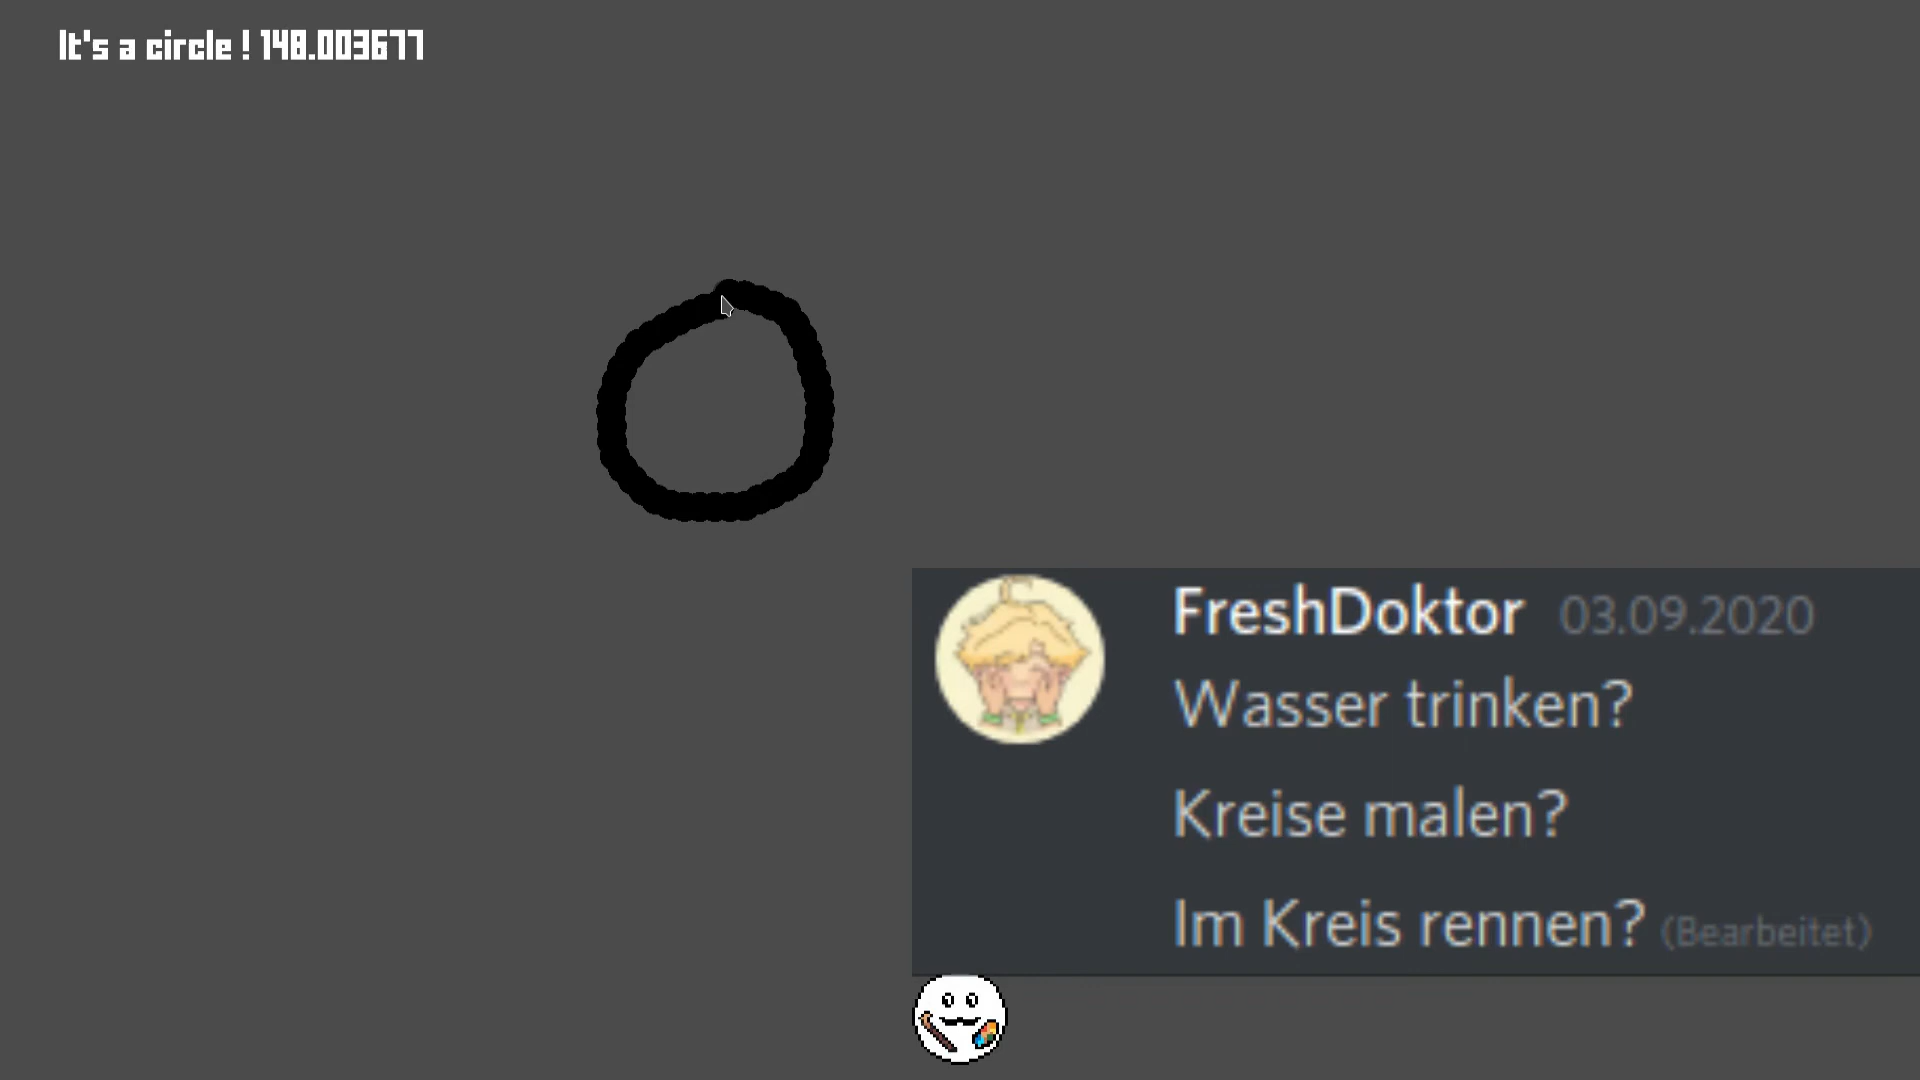 It's a circle ! 148.003677
FreshDoktor 03.09.2020
Wasser trinken?
Kreise malen?
Im Kreis rennen? (Bearbeitet)